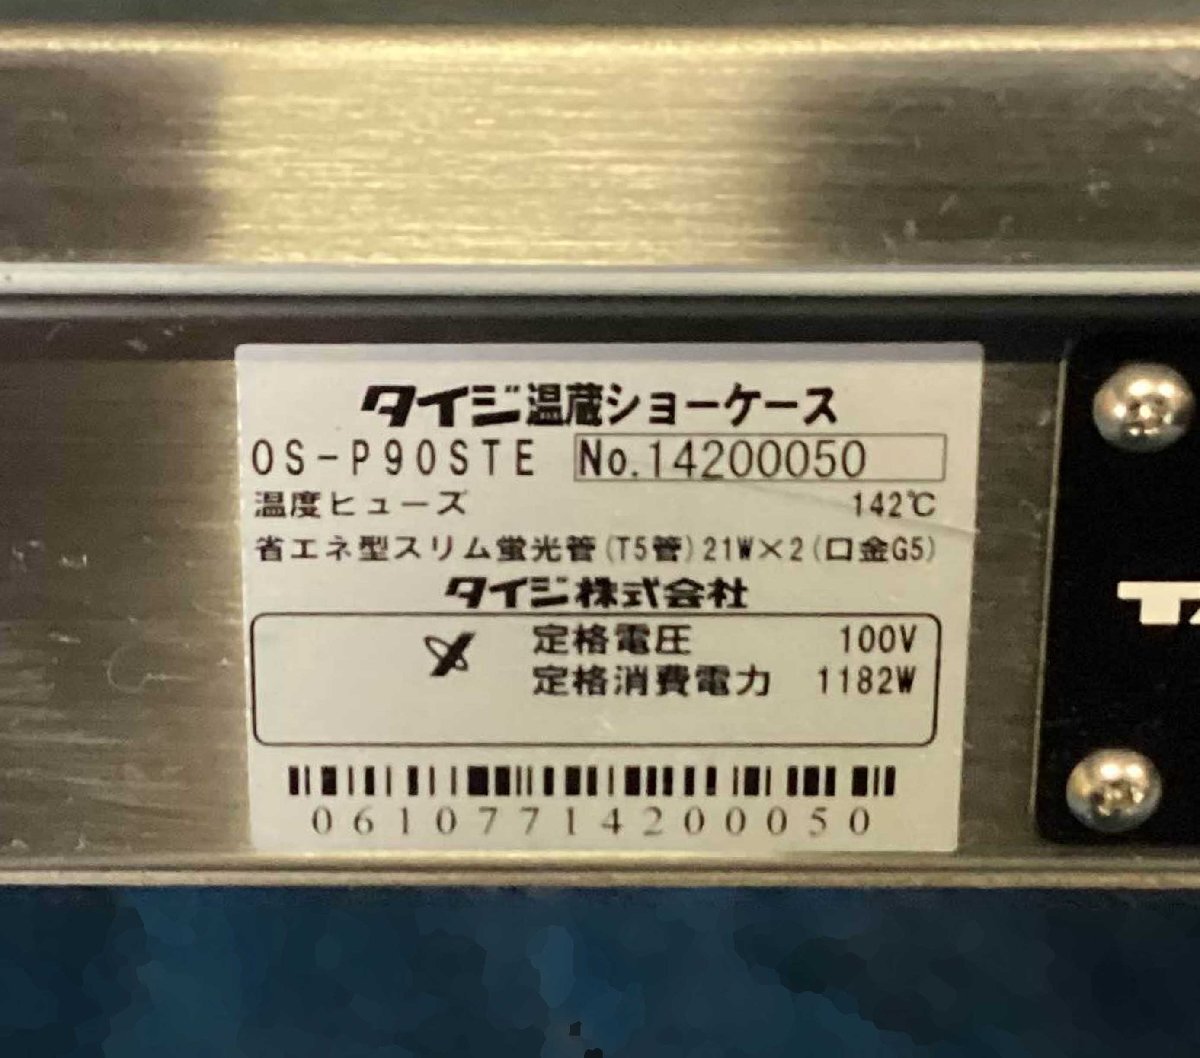 タイジ温蔵ショーケース
OS-P90STE No.14200050
温度ヒューズ 142℃
省エネ型スリム蛍光管(T5管)21W×2(口金G5)
タイジ株式会社
定格電圧 100V
定格消費電力 1182W
0610771420050